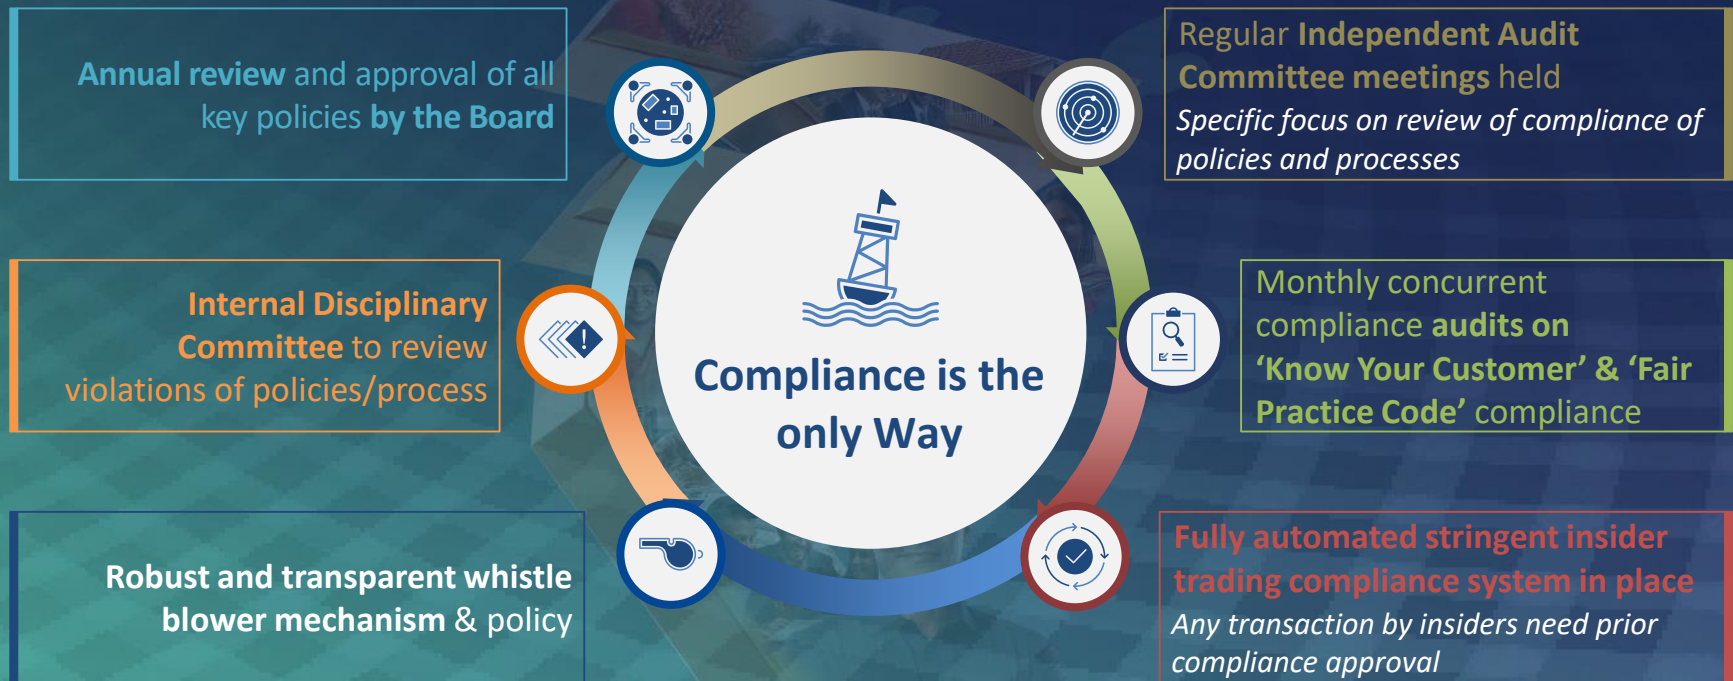 Annual review and approval of all
key policies by the Board
Regular Independent Audit
Committee meetings held
Specific focus on review of compliance of
policies and processes
Internal Disciplinary
Committee to review
violations of policies/process
Compliance is the
only Way
Monthly concurrent
compliance audits on
‘Know Your Customer’ & ‘Fair
Practice Code’ compliance
Robust and transparent whistle
blower mechanism & policy
Fully automated stringent insider
trading compliance system in place
Any transaction by insiders need prior
compliance approval